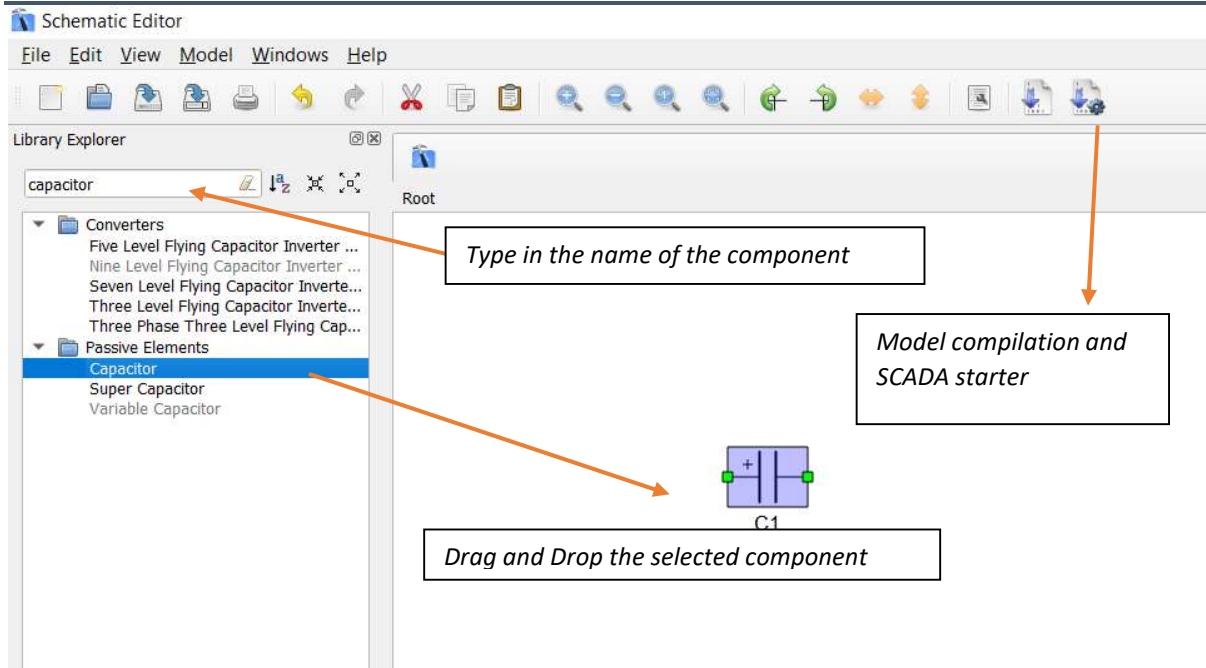 Schematic Editor
File Edit View Model Windows Help
Library Explorer
capacitor
Root
Converters
Five Level Flying Capacitor Inverter ...
Nine Level Flying Capacitor Inverter ...
Seven Level Flying Capacitor Inverte...
Three Level Flying Capacitor Inverte...
Three Phase Three Level Flying Cap...
Passive Elements
Capacitor
Super Capacitor
Variable Capacitor
Type in the name of the component
Model compilation and
SCADA starter
+
C1
Drag and Drop the selected component